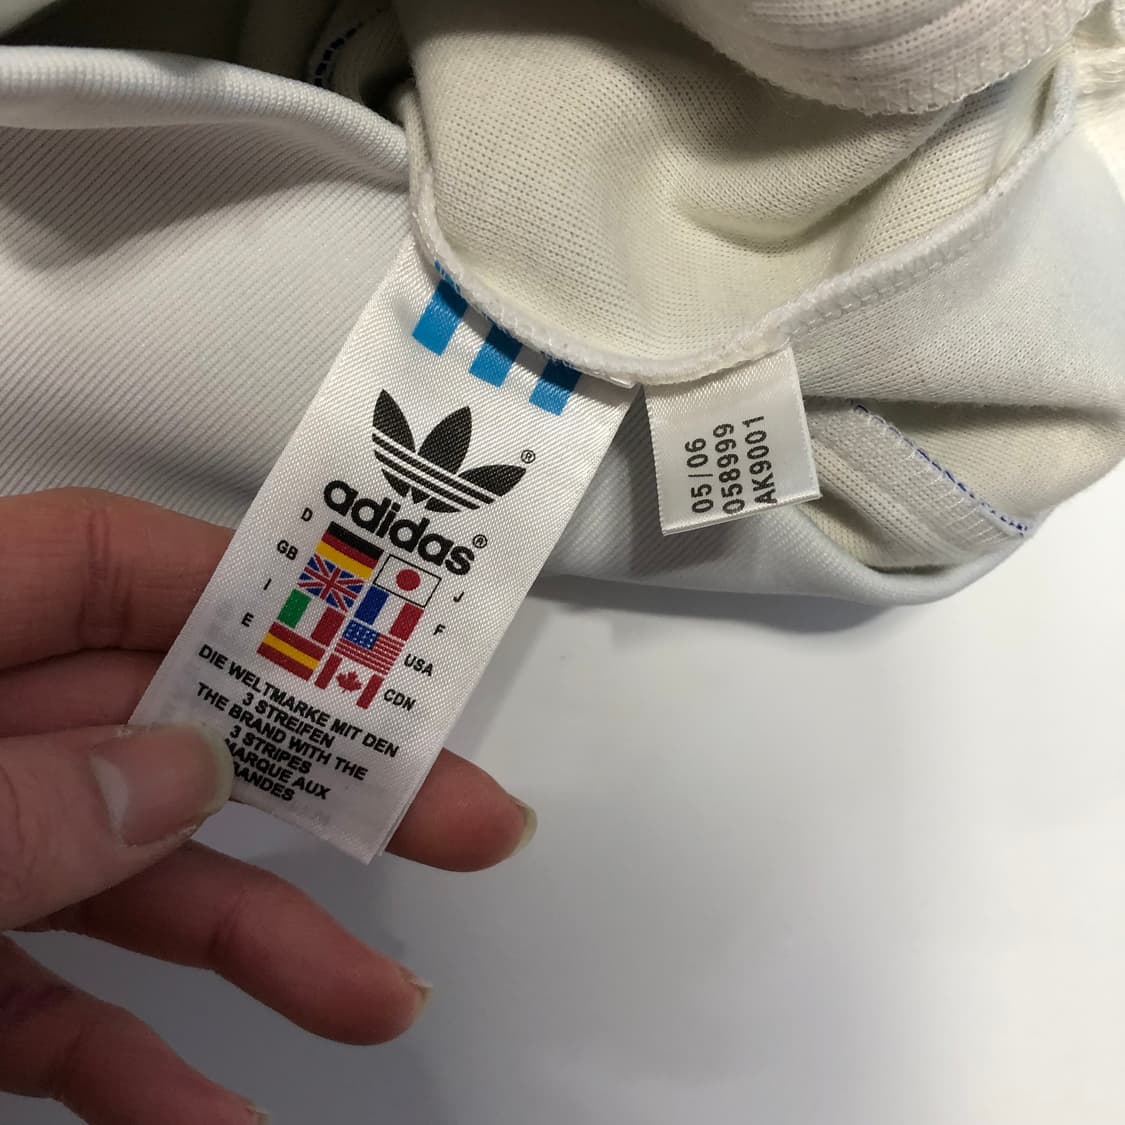 adidas®
D
GB
J
I
F
E
USA
CDN
DIE WELTMARKE MIT DEN
3 STREIFEN
THE BRAND WITH THE
3 STRIPES
AUX
05/06
058999
AK9001